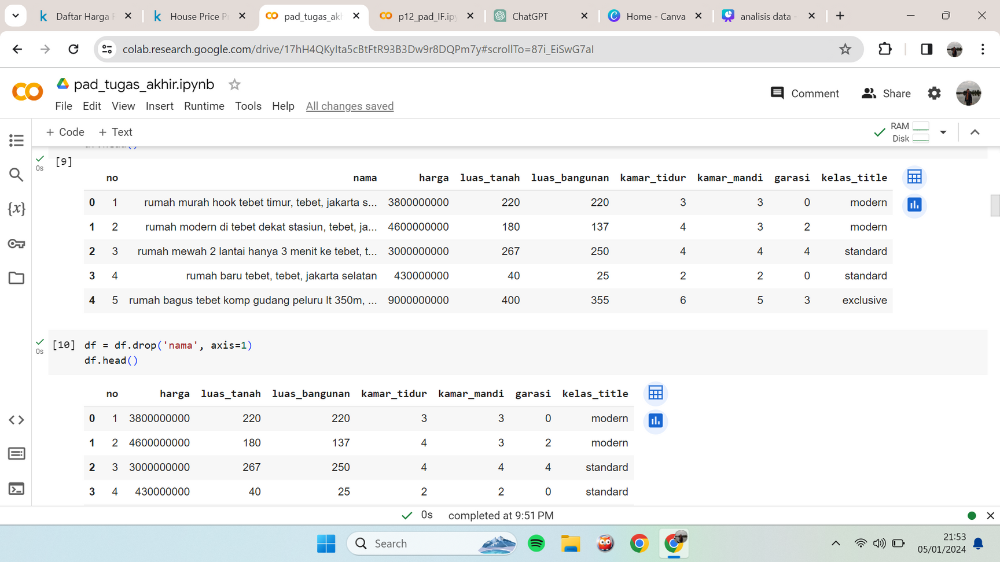 Daftar Harga
House Price Pr
pad_tugas_akh
p12_pad_IF.ipy
ChatGPT
Home - Canva
analisis data -
colab.research.google.com/drive/17hH4QKyIta5cBtFtR93B3Dw9r8DQPm7y#scrollTo=87i_EiSwG7aI
pad_tugas_akhir.ipynb
Comment Share
File Edit View Insert Runtime Tools Help All changes saved
+ Code + Text
RAM
Disk
0s
[9]
no nama harga luas_tanah luas_bangunan kamar_tidur kamar_mandi garasi kelas_title
0 1 rumah murah hook tebet timur, tebet, jakarta s... 3800000000 220 220 3 3 0 modern
1 2 rumah modern di tebet dekat stasiun, tebet, ja... 4600000000 180 137 4 3 2 modern
2 3 rumah mewah 2 lantai hanya 3 menit ke tebet, t... 3000000000 267 250 4 4 4 standard
3 4 rumah baru tebet, tebet, jakarta selatan 430000000 40 25 2 2 0 standard
4 5 rumah bagus tebet komp gudang peluru lt 350m, ... 9000000000 400 355 6 5 3 exclusive
0s
[10] df = df.drop('nama', axis=1)
df.head()
no harga luas_tanah luas_bangunan kamar_tidur kamar_mandi garasi kelas_title
0 1 3800000000 220 220 3 3 0 modern
1 2 4600000000 180 137 4 3 2 modern
2 3 3000000000 267 250 4 4 4 standard
3 4 430000000 40 25 2 2 0 standard
0s completed at 9:51 PM
Search
21:53
05/01/2024